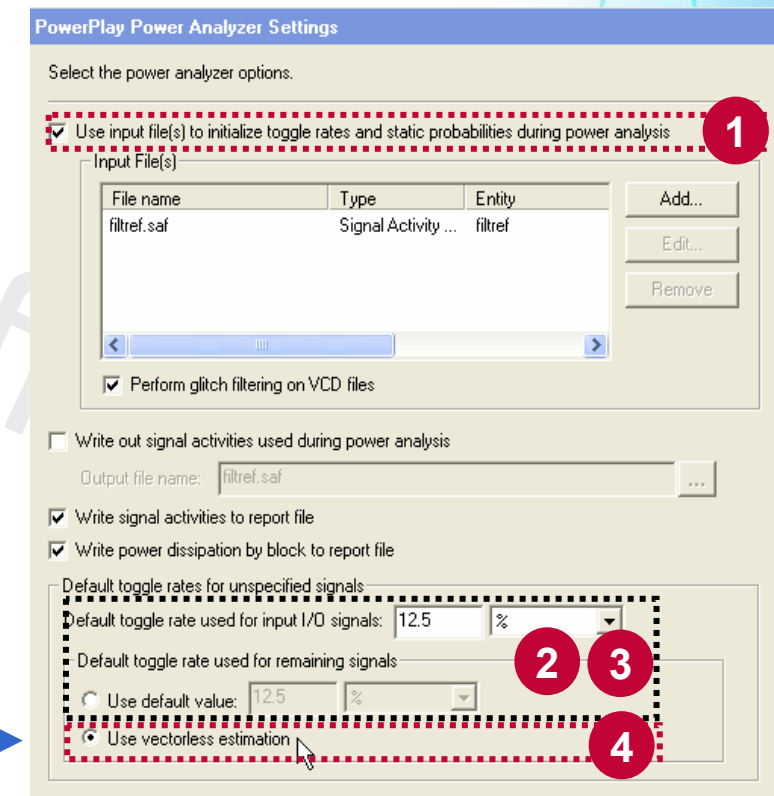 PowerPlay Power Analyzer Settings
Select the power analyzer options.
Use input file(s) to initialize toggle rates and static probabilities during power analysis
1
Input File(s)
File name Type Entity
Add...
filtref.saf Signal Activity ... filtref
Edit...
Remove
Perform glitch filtering on VCD files
Write out signal activities used during power analysis
Output file name: filtref.saf ...
Write signal activities to report file
Write power dissipation by block to report file
Default toggle rates for unspecified signals
Default toggle rate used for input I/O signals: 12.5 %
Default toggle rate used for remaining signals
2 3
Use default value: 12.5 %
Use vectorless estimation
4